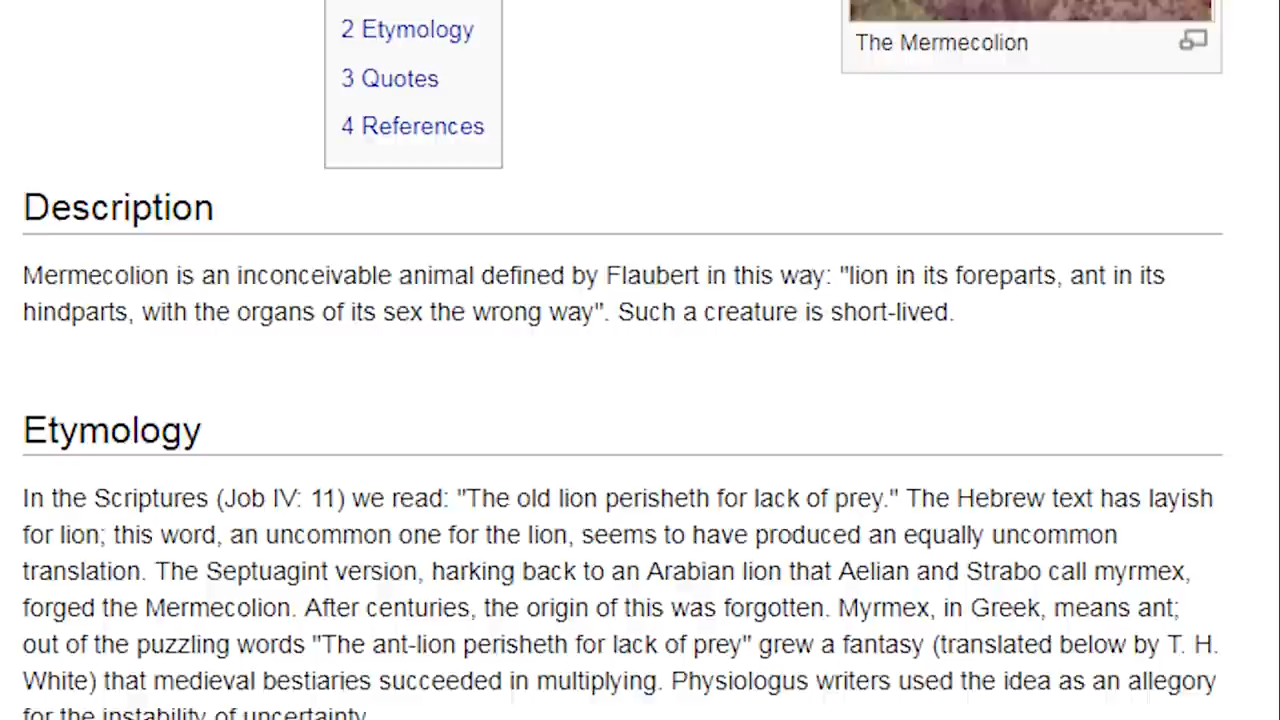 2 Etymology
3 Quotes
4 References
The Mermecolion
Description
Mermecolion is an inconceivable animal defined by Flaubert in this way: "lion in its foreparts, ant in its
hindparts, with the organs of its sex the wrong way". Such a creature is short-lived.
Etymology
In the Scriptures (Job IV: 11) we read: "The old lion perisheth for lack of prey." The Hebrew text has layish
for lion; this word, an uncommon one for the lion, seems to have produced an equally uncommon
translation. The Septuagint version, harking back to an Arabian lion that Aelian and Strabo call myrmex,
forged the Mermecolion. After centuries, the origin of this was forgotten. Myrmex, in Greek, means ant;
out of the puzzling words "The ant-lion perisheth for lack of prey" grew a fantasy (translated below by T. H.
White) that medieval bestiaries succeeded in multiplying. Physiologus writers used the idea as an allegory
for the instability of uncertainty